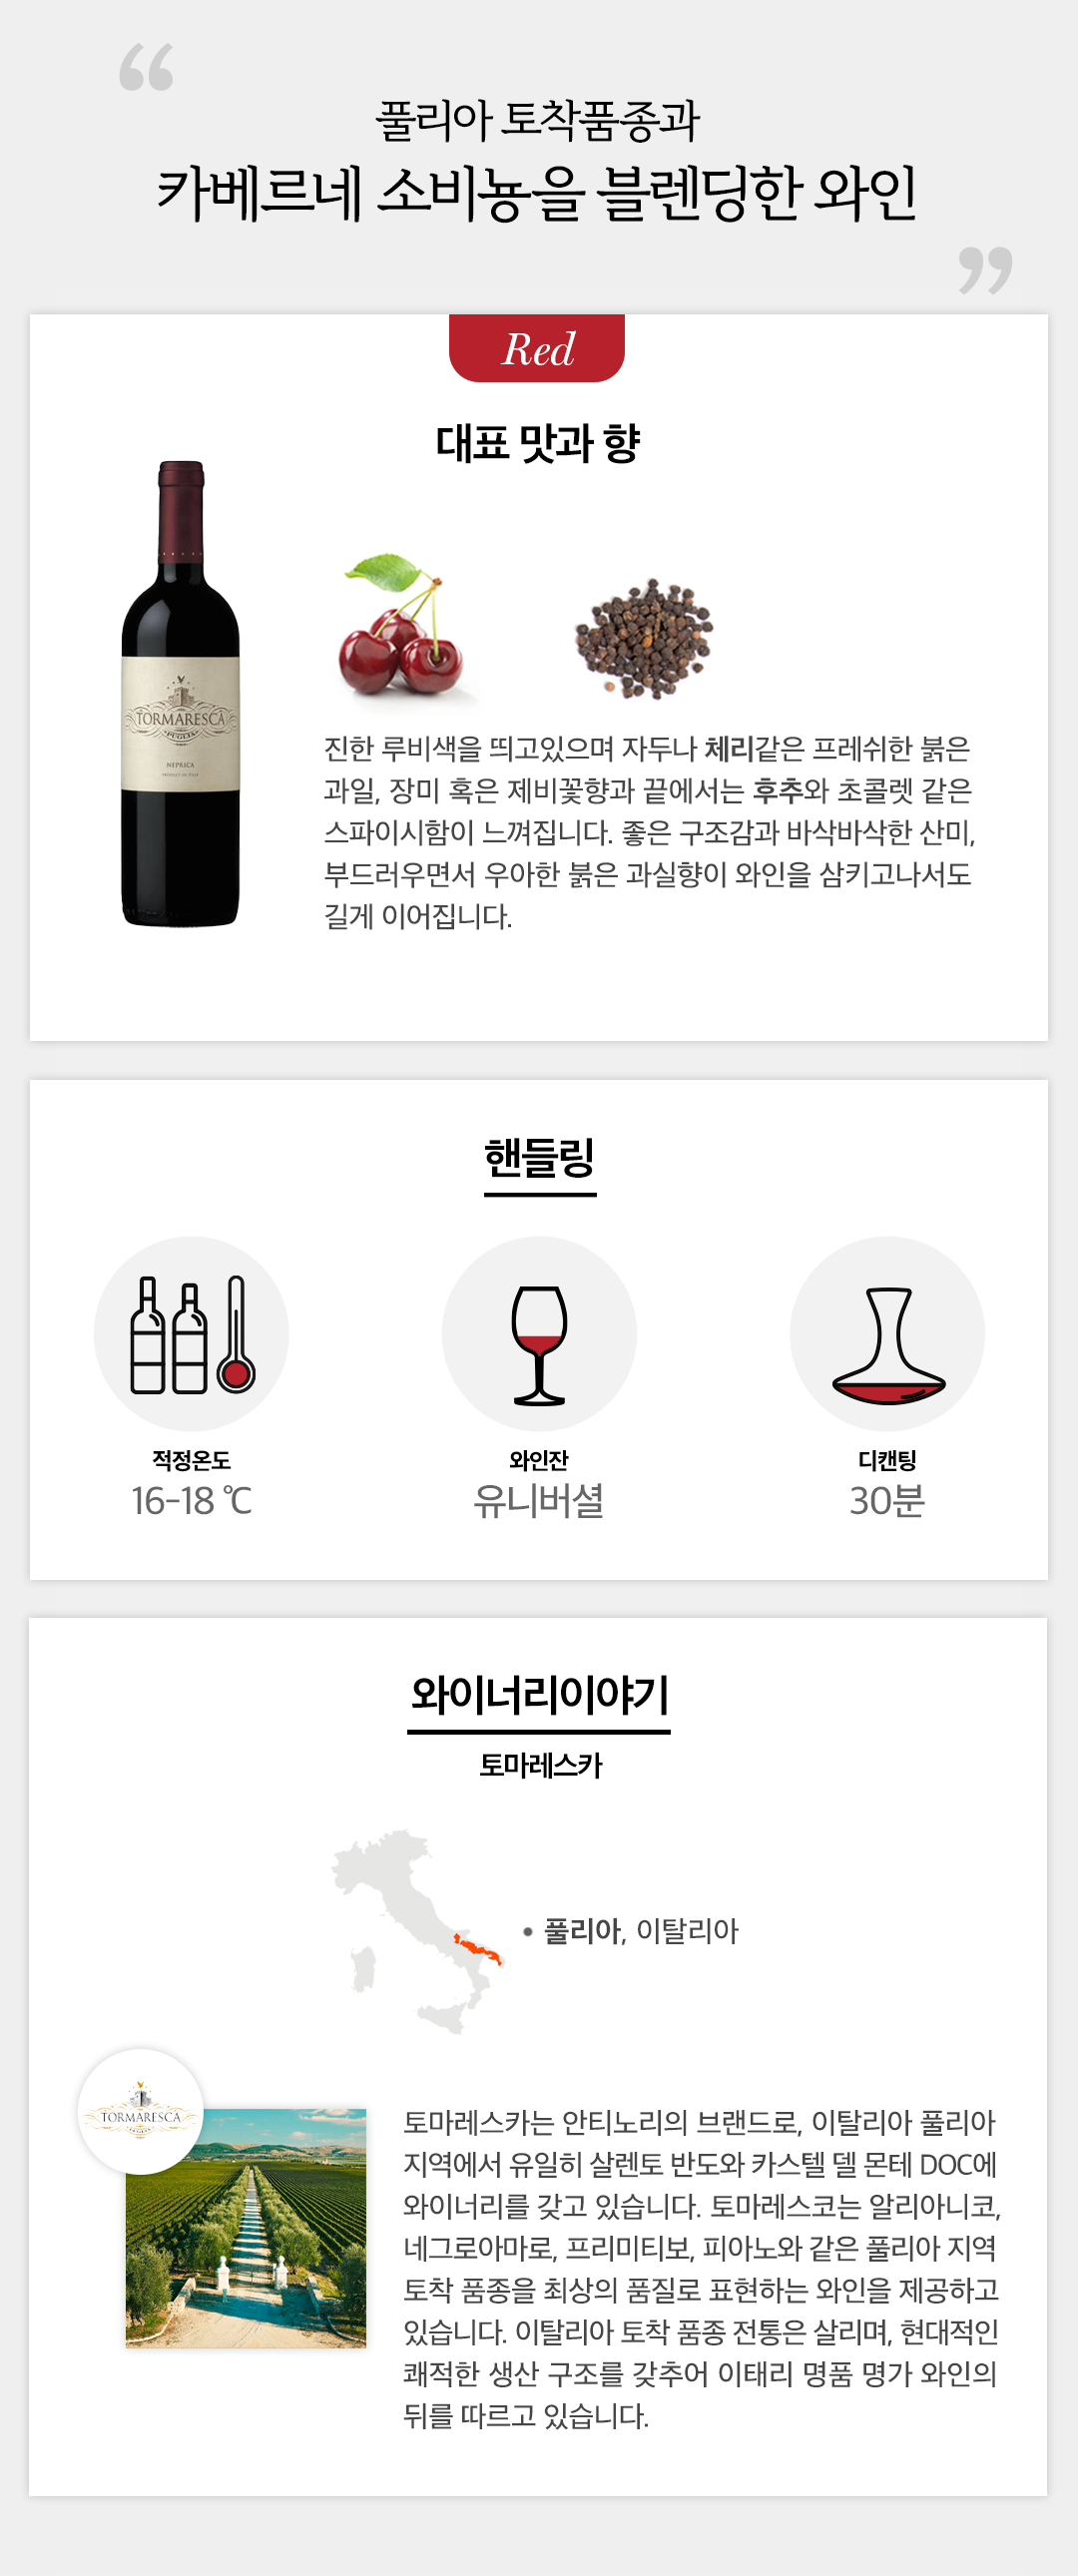 “
풀리아 토착품종과
카베르네 소비뇽을 블렌딩한 와인
”
Red
대표 맛과 향
TORMARESCA
PUGLIA
NEPRICA
PRODUCT OF ITALY
진한 루비색을 띄고있으며 자두나 체리같은 프레쉬한 붉은
과일, 장미 혹은 제비꽃향과 끝에서는 후추와 초콜렛 같은
스파이시함이 느껴집니다. 좋은 구조감과 바삭바삭한 산미,
부드러우면서 우아한 붉은 과실향이 와인을 삼키고나서도
길게 이어집니다.
핸들링
적정온도
16-18 ℃
와인잔
유니버셜
디캔팅
30분
와이너리이야기
토마레스카
• 풀리아, 이탈리아
TORMARESCA
PUGLIA
토마레스카는 안티노리의 브랜드로, 이탈리아 풀리아
지역에서 유일히 살렌토 반도와 카스텔 델 몬테 DOC에
와이너리를 갖고 있습니다. 토마레스코는 알리아니코,
네그로아마로, 프리미티보, 피아노와 같은 풀리아 지역
토착 품종을 최상의 품질로 표현하는 와인을 제공하고
있습니다. 이탈리아 토착 품종 전통은 살리며, 현대적인
쾌적한 생산 구조를 갖추어 이태리 명품 명가 와인의
뒤를 따르고 있습니다.